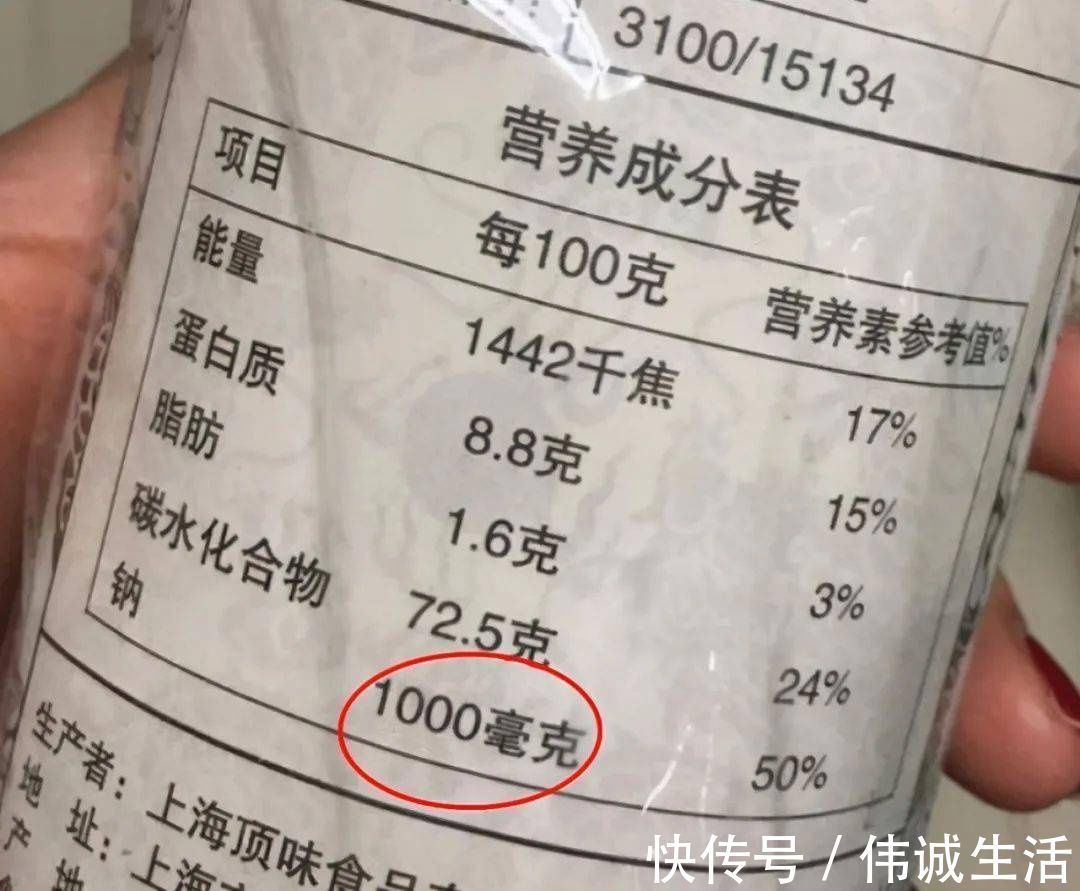 3100/15134
营养成分表
项目 每100克 营养素参考值%
能量 1442千焦 17%
蛋白质 8.8克 15%
脂肪 1.6克 3%
碳水化合物 72.5克 24%
钠 1000毫克 50%
生产者：上海顶味食品
地 址：上海
产 地
快传号 / 伟诚生活